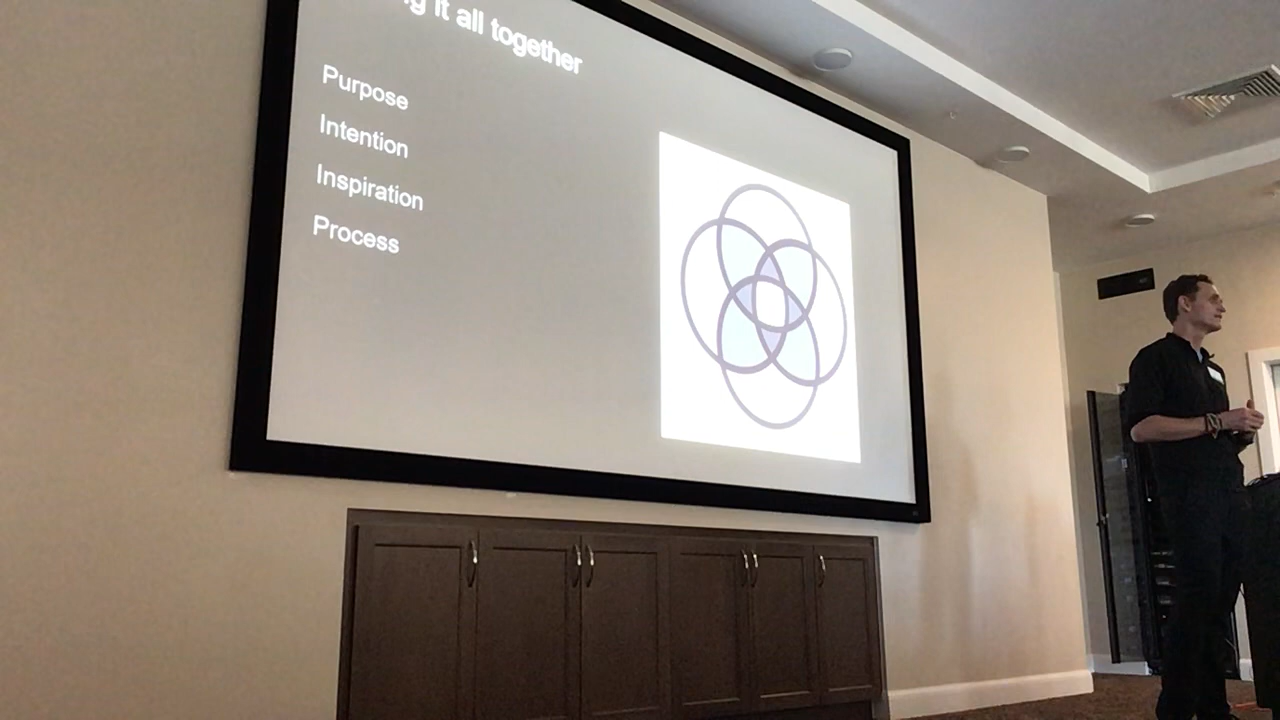 it all together
Purpose
Intention
Inspiration
Process